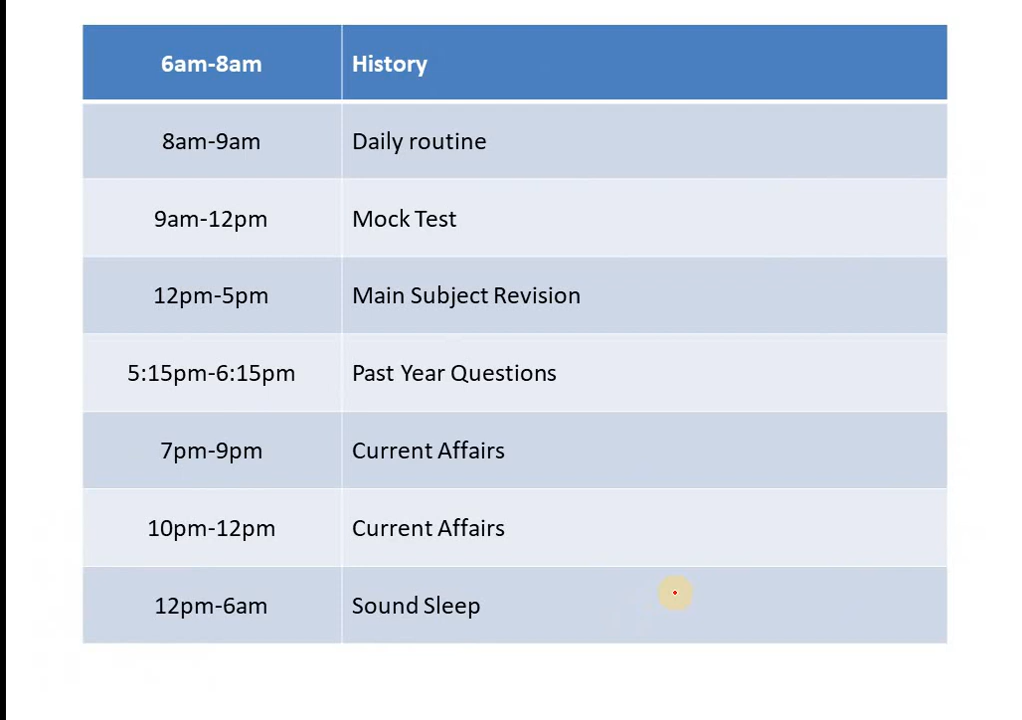 6am-8am History
8am-9am Daily routine
9am-12pm Mock Test
12pm-5pm Main Subject Revision
5:15pm-6:15pm Past Year Questions
7pm-9pm Current Affairs
10pm-12pm Current Affairs
12pm-6am Sound Sleep